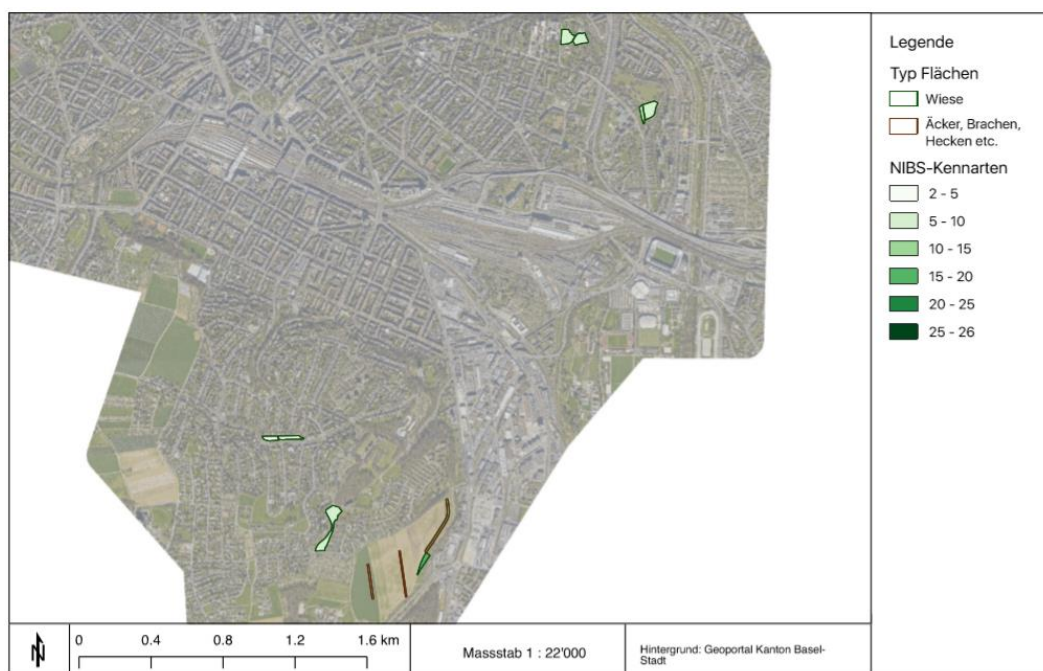 Legende
Typ Flächen
Wiese
Äcker, Brachen,
Hecken etc.
NIBS-Kennarten
2 - 5
5 - 10
10 - 15
15 - 20
20 - 25
25 - 26
N
0 0.4 0.8 1.2 1.6 km
Massstab 1 : 22'000
Hintergrund: Geoportal Kanton Basel-
Stadt